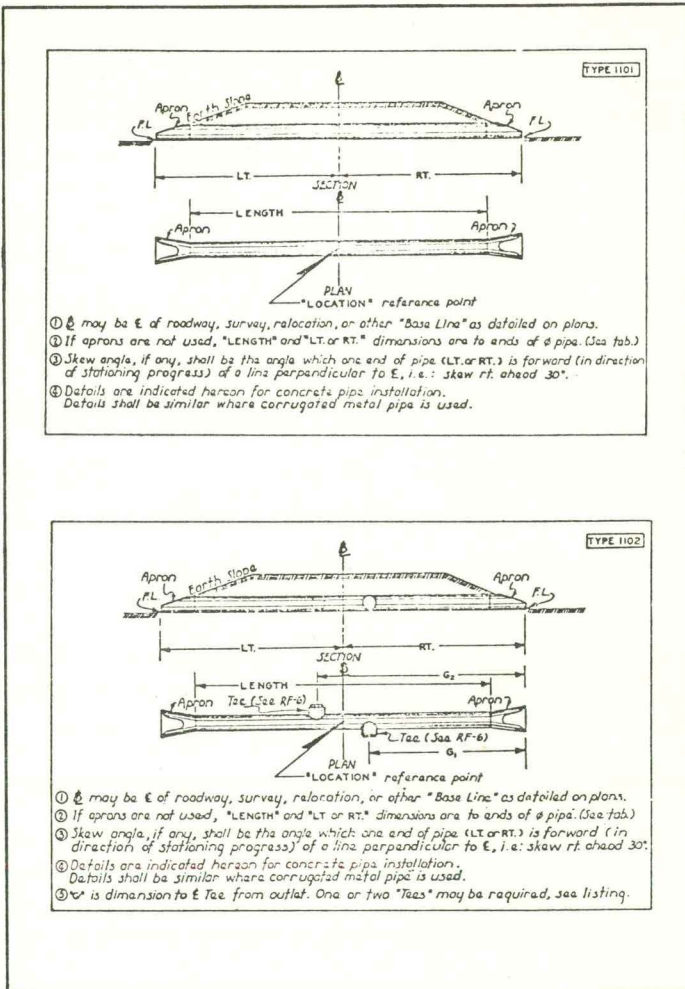 TYPE 1101
Apron
Earth Slope
Apron
F.L.
F.L.
LT.
RT.
SECTION
LENGTH
Apron
Apron
PLAN
"LOCATION" reference point
① ℄ may be ℄ of roadway, survey, relocation, or other "Base Line" as detailed on plans.
② If aprons are not used, "LENGTH" and "LT. or RT." dimensions are to ends of ¢ pipe. (See tab.)
③ Skew angle, if any, shall be the angle which one end of pipe (LT. or RT.) is forward (in direction
of stationing progress) of a line perpendicular to ℄, i.e.: skew rt. ahead 30°.
④ Details are indicated hereon for concrete pipe installation.
Details shall be similar where corrugated metal pipe is used.
TYPE 1102
Apron
Earth Slope
Apron
F.L.
F.L.
LT.
RT.
SECTION
G₂
LENGTH
Apron
Tee (See RF-6)
Apron
Tee (See RF-6)
G₁
PLAN
"LOCATION" reference point
① ℄ may be ℄ of roadway, survey, relocation, or other "Base Line" as detailed on plans.
② If aprons are not used, "LENGTH" and "LT or RT." dimensions are to ends of ¢ pipe. (See tab.)
③ Skew angle, if any, shall be the angle which one end of pipe (LT. or RT.) is forward (in
direction of stationing progress) of a line perpendicular to ℄, i.e.: skew rt. ahead 30°.
④ Details are indicated hereon for concrete pipe installation.
Details shall be similar where corrugated metal pipe is used.
⑤ is dimension to ℄ Tee from outlet. One or two "Tees" may be required, see listing.